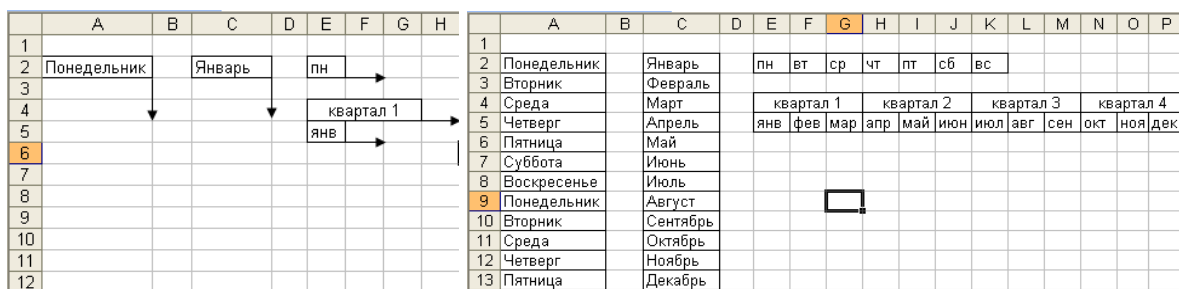 A B C D E F G H
1
2 Понедельник Январь пн
3
4 квартал 1
5 янв
6
7
8
9
10
11
12
A B C D E F G H I J K L M N O P
1
2 Понедельник Январь пн вт ср чт пт сб вс
3 Вторник Февраль
4 Среда Март квартал 1 квартал 2 квартал 3 квартал 4
5 Четверг Апрель янв фев мар апр май июн июл авг сен окт ноя дек
6 Пятница Май
7 Суббота Июнь
8 Воскресенье Июль
9 Понедельник Август
10 Вторник Сентябрь
11 Среда Октябрь
12 Четверг Ноябрь
13 Пятница Декабрь